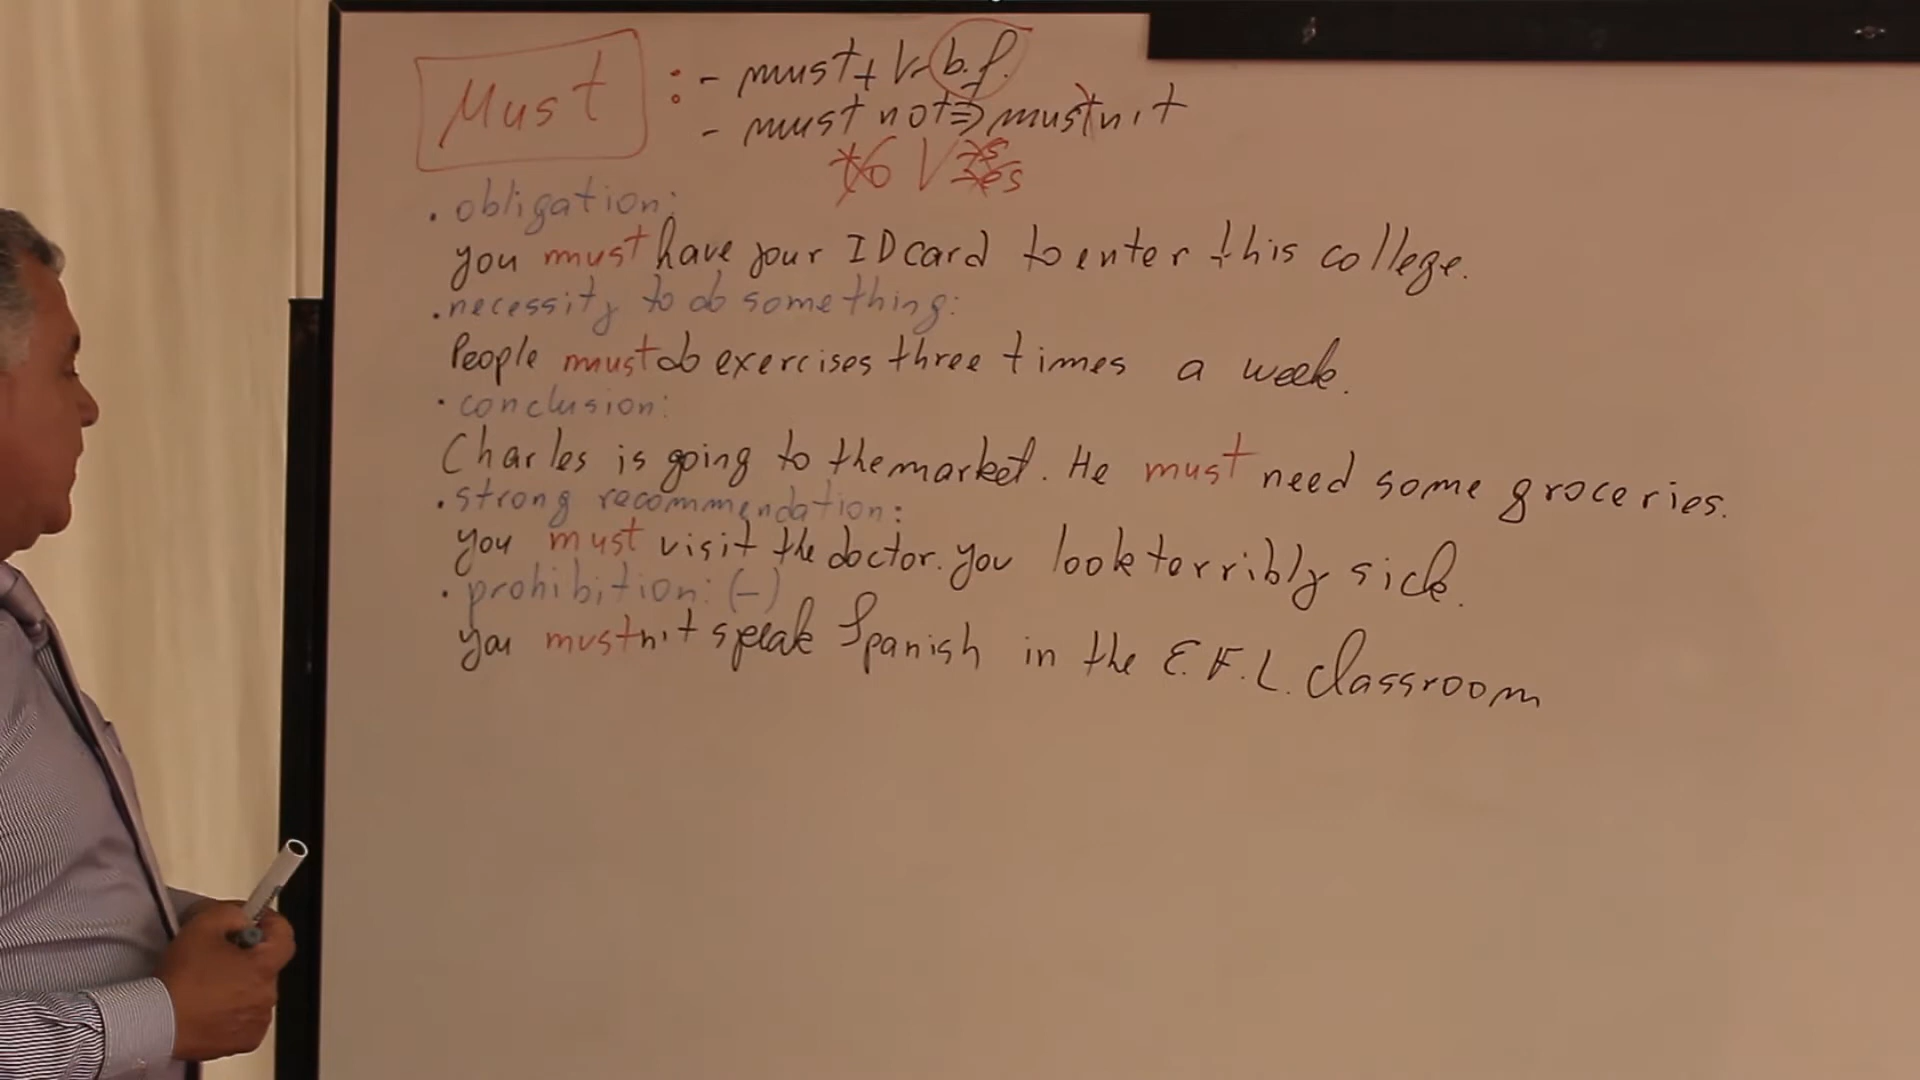 Must : - must + V-b.f.
- must not ⇒ mustn't
to V-s -es
. obligation:
you must have your ID card to enter this college.
. necessity to do something:
People must do exercises three times a week.
. conclusion:
Charles is going to the market. He must need some groceries.
. strong recommendation:
you must visit the doctor. you look terribly sick.
. prohibition: (-)
you mustn't speak Spanish in the E.F.L. classroom